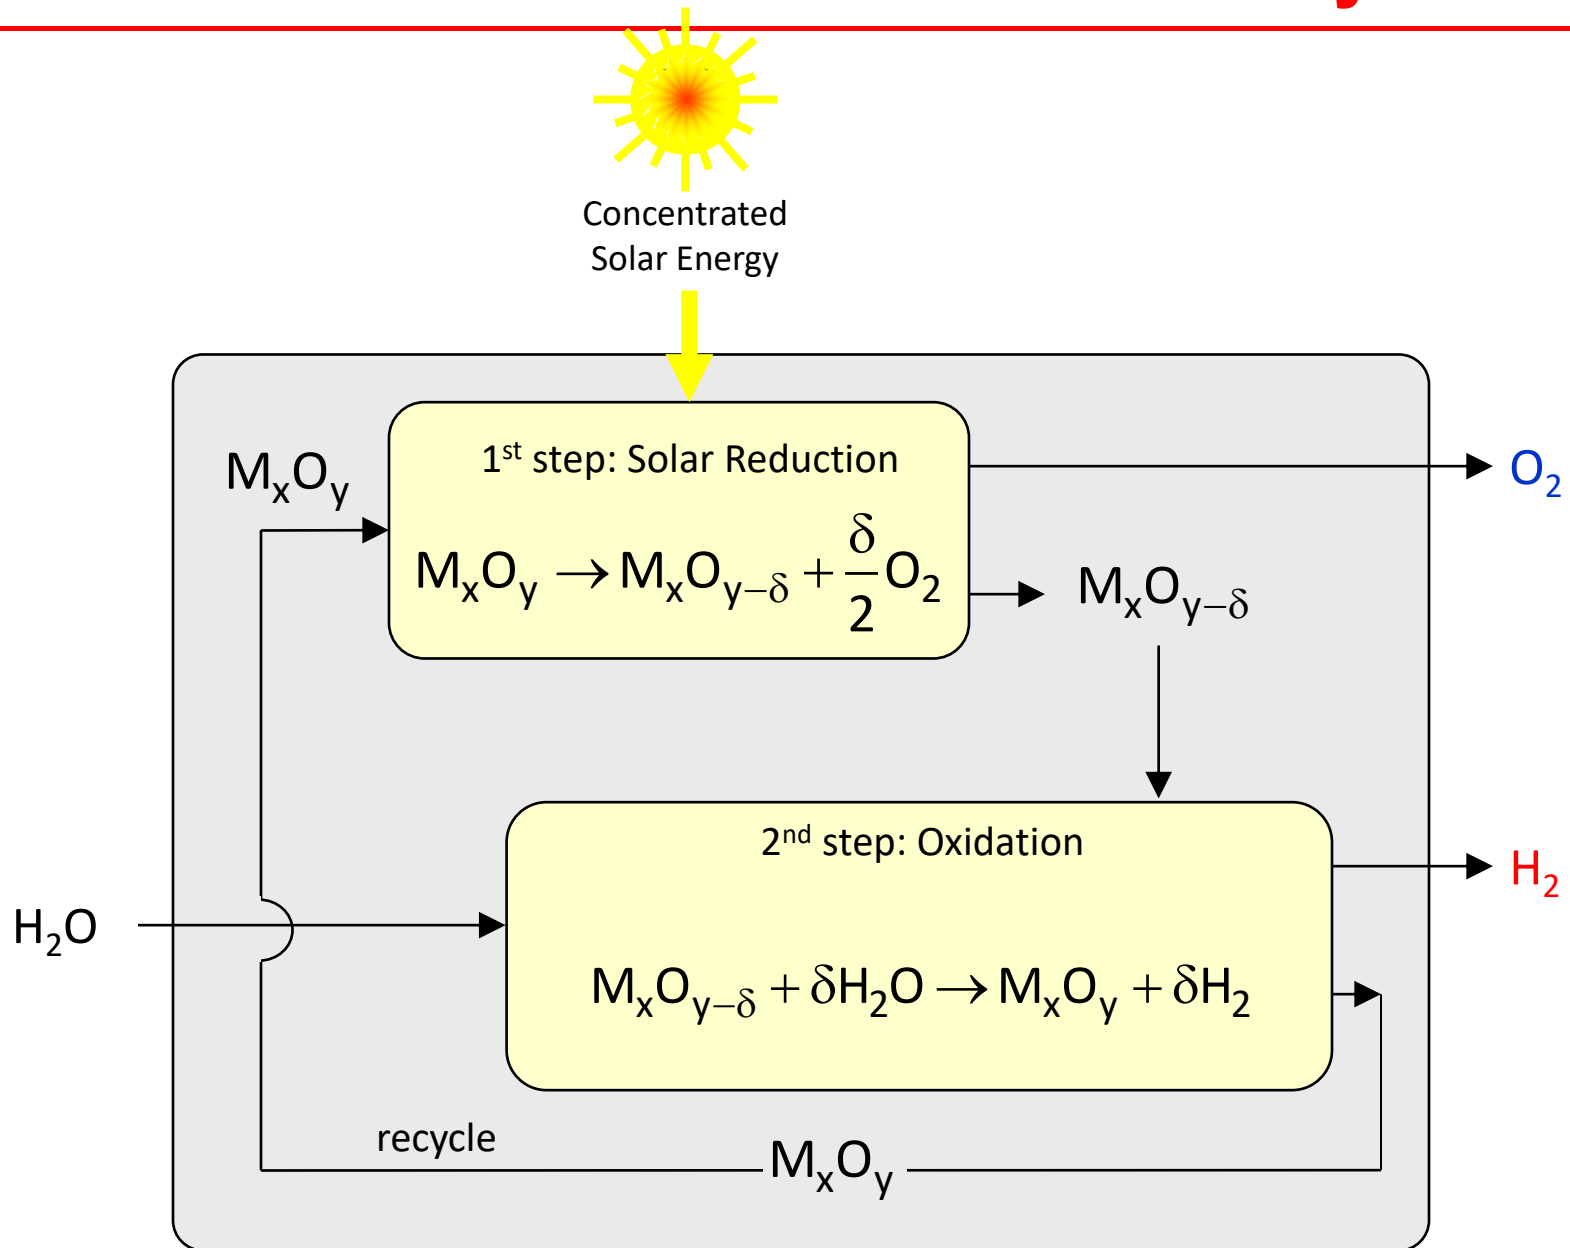 Concentrated
Solar Energy
1st step: Solar Reduction
MxOy
O2
MxOy → MxOy−δ + δ/2 O2
MxOy−δ
2nd step: Oxidation
H2
H2O
MxOy−δ + δH2O → MxOy + δH2
recycle
MxOy